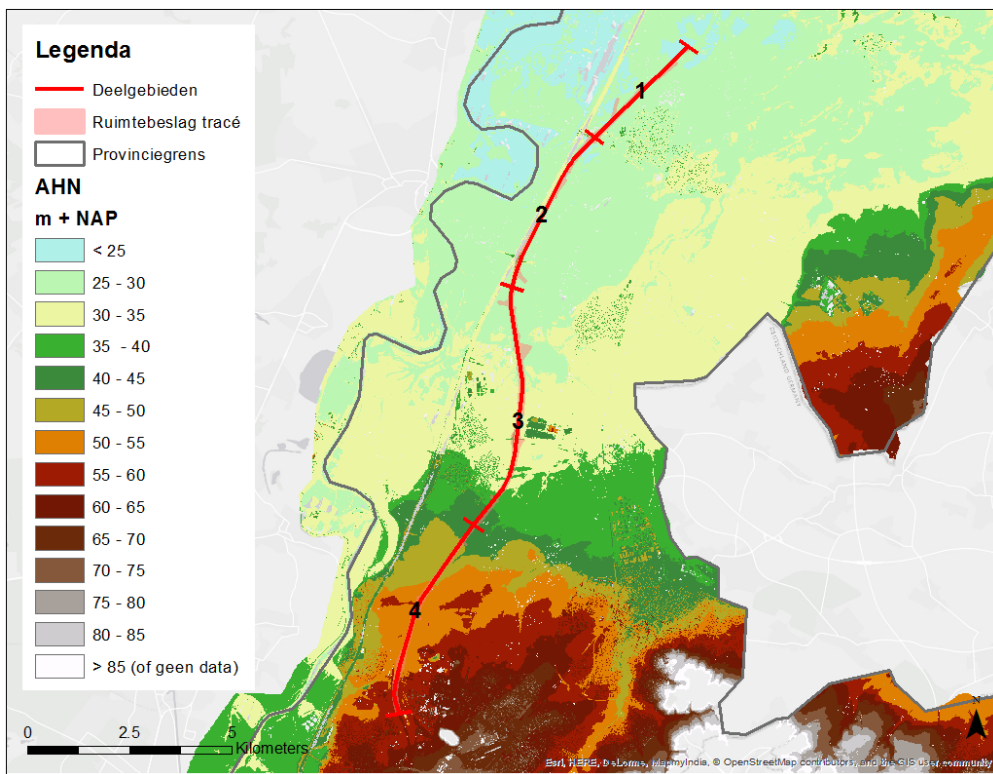 Legenda
Deelgebieden
Ruimtebeslag tracé
Provinciegrens
AHN
m + NAP
< 25
25 - 30
30 - 35
35 - 40
40 - 45
45 - 50
50 - 55
55 - 60
60 - 65
65 - 70
70 - 75
75 - 80
80 - 85
> 85 (of geen data)
1
2
3
4
DEUTSCHLAND GERMANY
0 2.5 5
Kilometers
N
Esri, HERE, DeLorme, MapmyIndia, © OpenStreetMap contributors, and the GIS user community